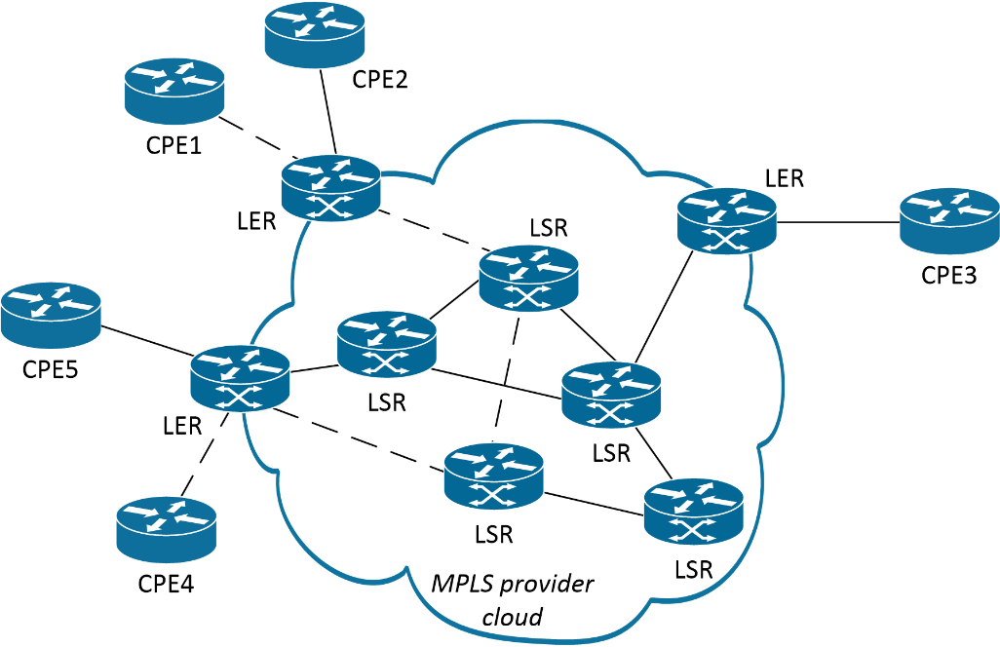 CPE2
CPE1
LER
LER
LSR
CPE3
CPE5
LSR
LER
LSR
LSR
LSR
CPE4
MPLS provider
cloud